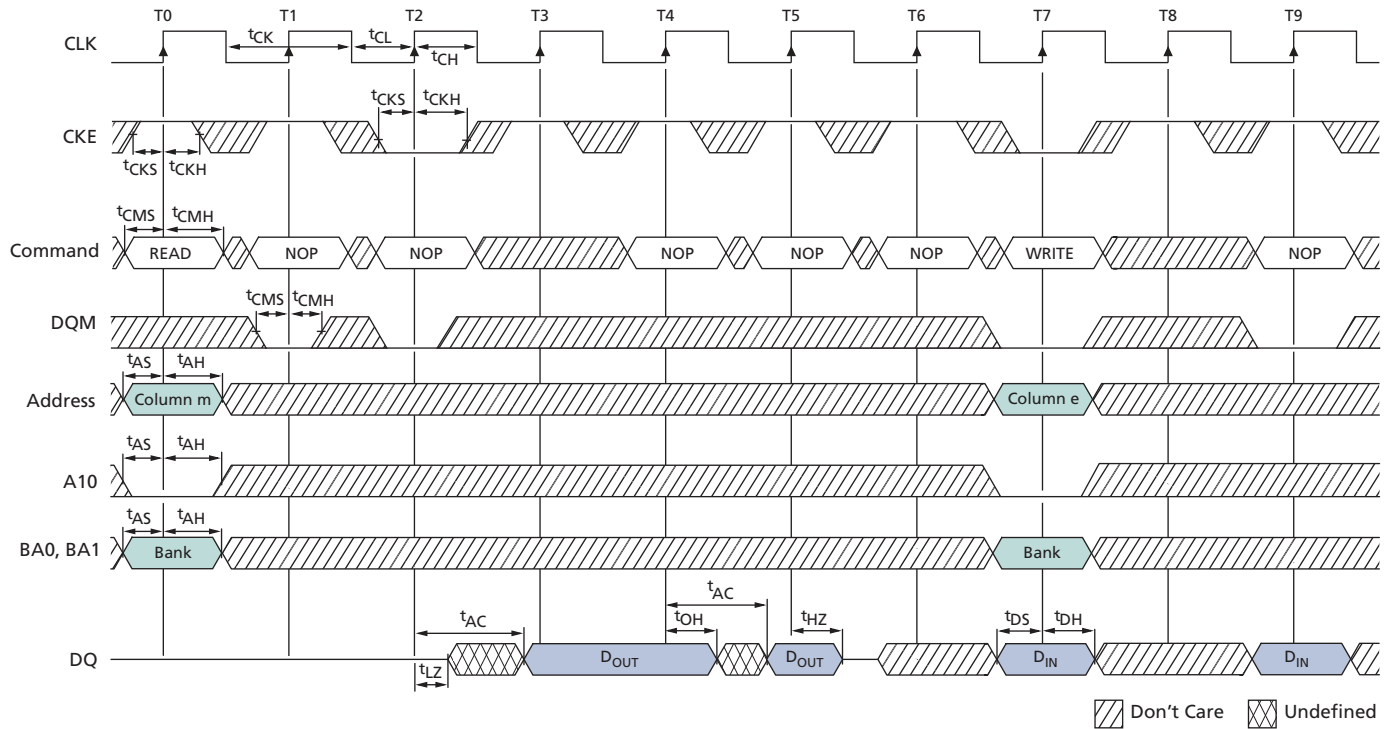 T0 T1 T2 T3 T4 T5 T6 T7 T8 T9
CLK tCK tCL tCH
tCKS tCKH
CKE
tCKS tCKH
tCMS tCMH
Command READ NOP NOP NOP NOP NOP WRITE NOP
tCMS tCMH
DQM
tAS tAH
Address Column m Column e
tAS tAH
A10
tAS tAH
BA0, BA1 Bank Bank
tAC tAC tOH tHZ tDS tDH
DQ DOUT DOUT DIN DIN
tLZ
Don't Care Undefined